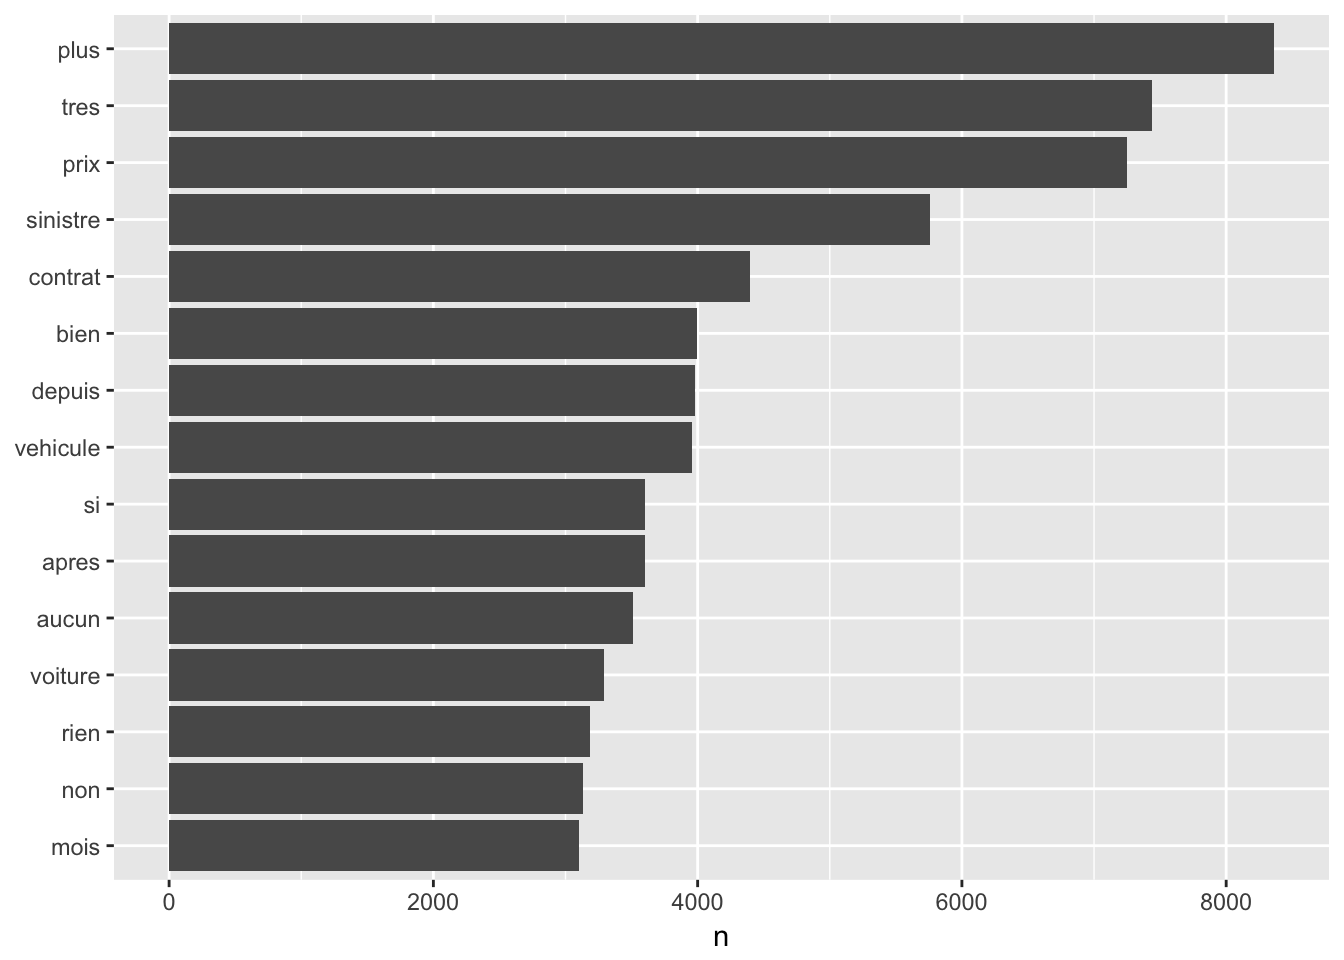 plus
tres
prix
sinistre
contrat
bien
depuis
vehicule
si
apres
aucun
voiture
rien
non
mois
0 2000 4000 6000 8000
n